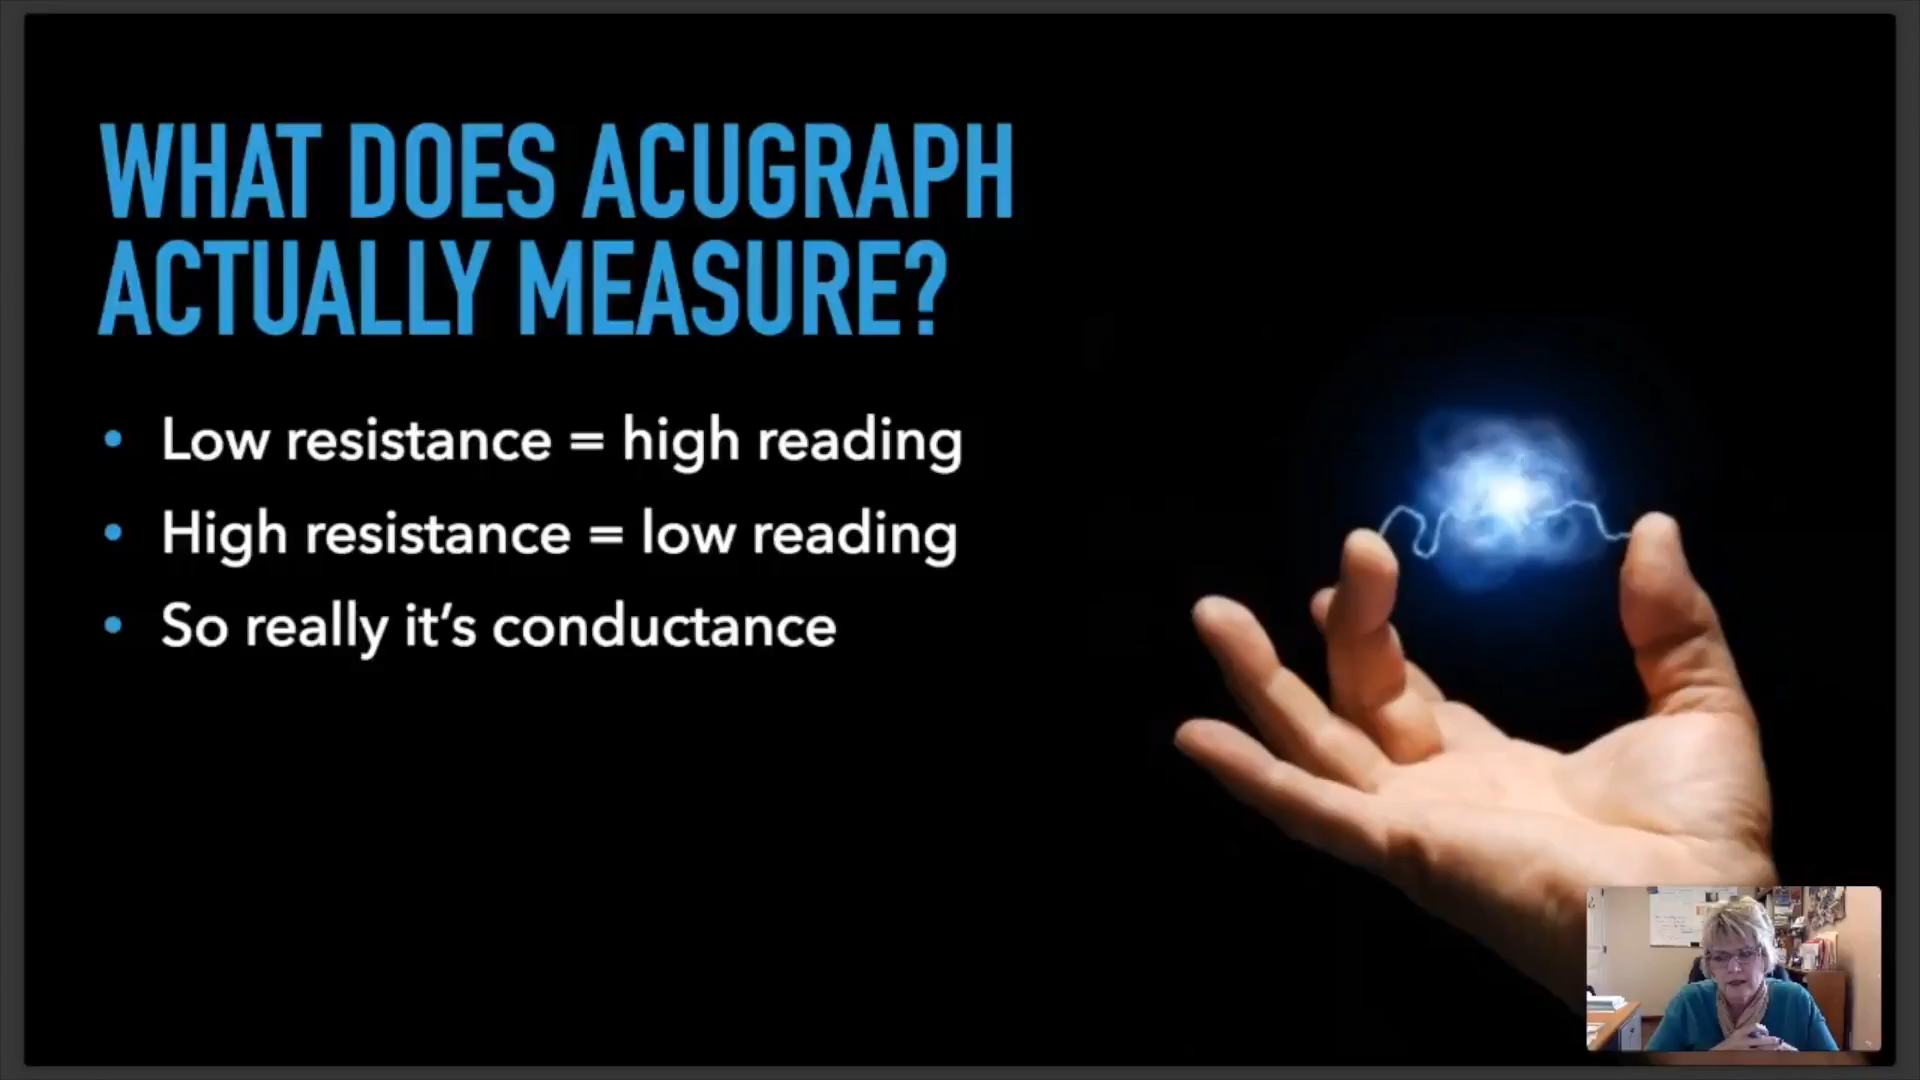 WHAT DOES ACUGRAPH
ACTUALLY MEASURE?
• Low resistance = high reading
• High resistance = low reading
• So really it’s conductance